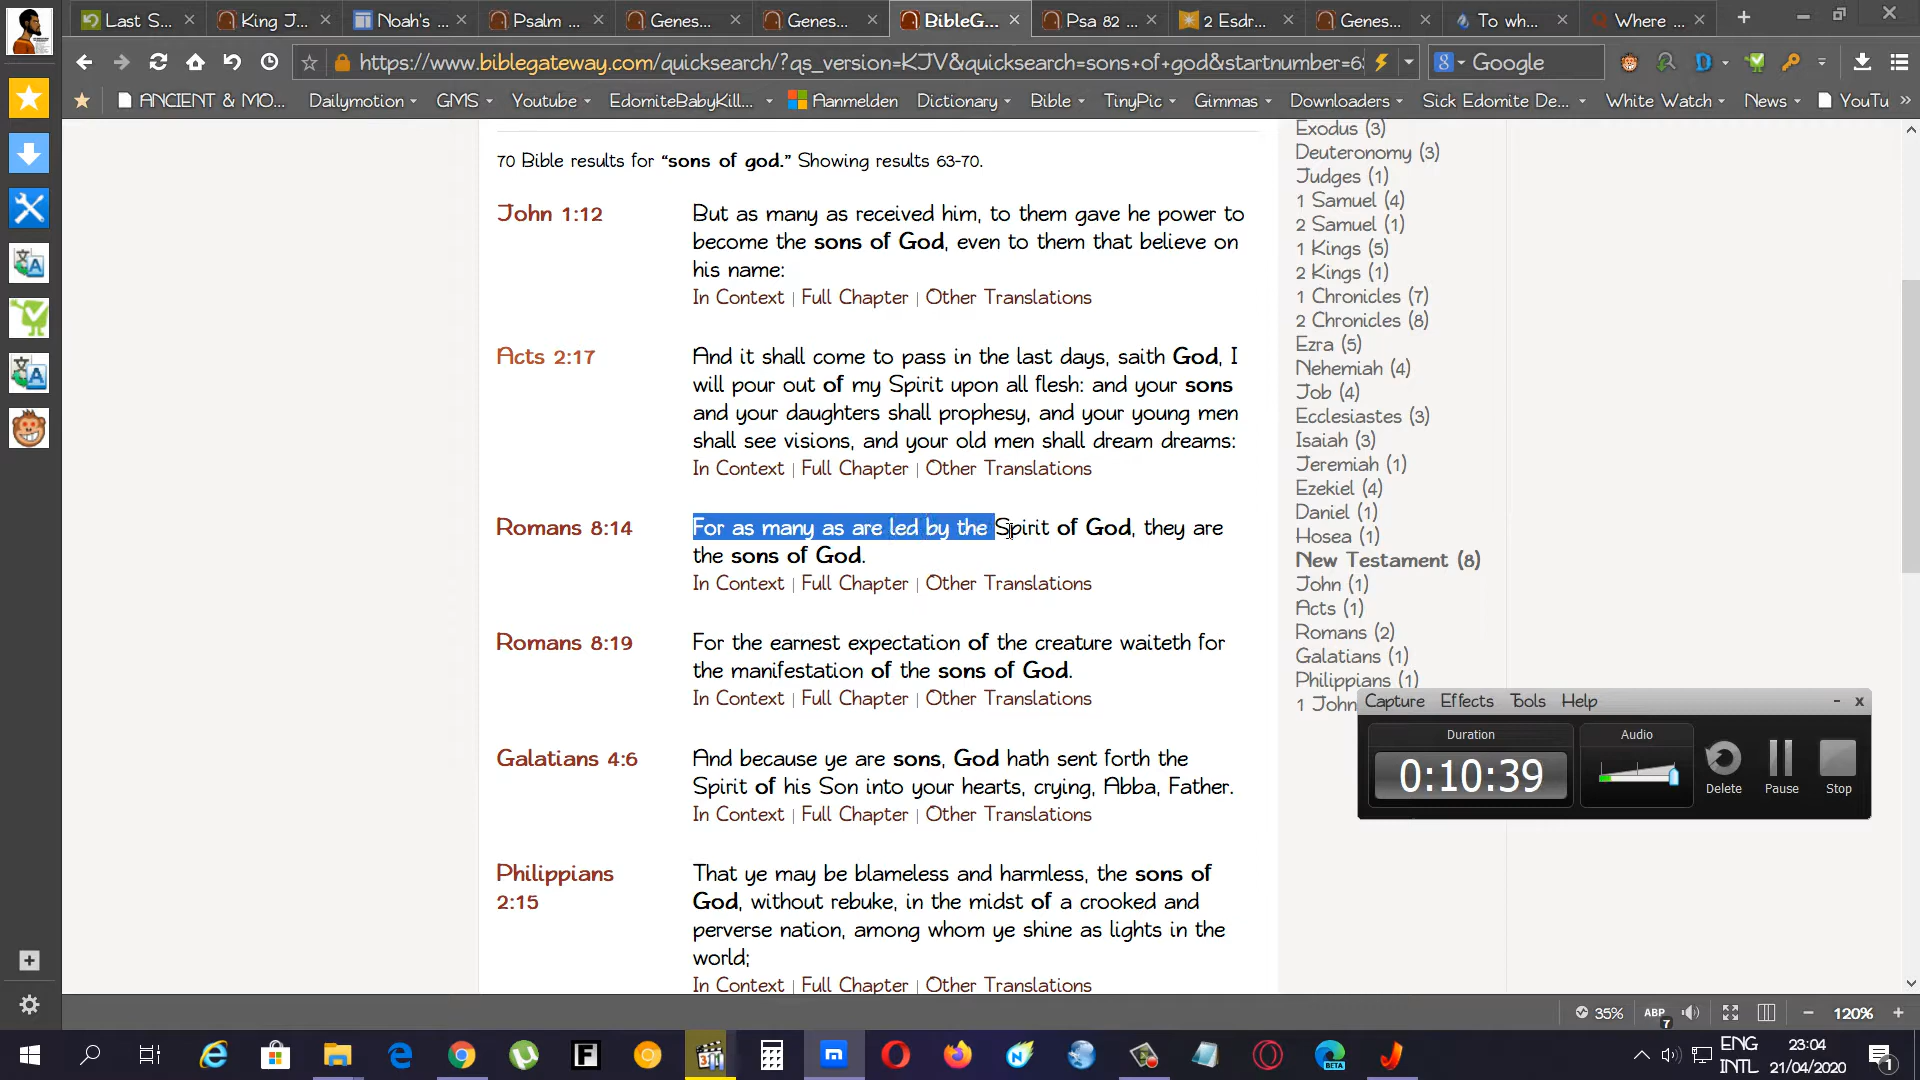 Last S...
King J...
Noah's ...
Psalm ...
Genes...
Genes...
BibleG...
Psa 82 ...
2 Esdr...
Genes...
To wh...
Where ...
https://www.biblegateway.com/quicksearch/?qs_version=KJV&quicksearch=sons+of+god&startnumber=6
Google
ANCIENT & MO...
Dailymotion
GMS
Youtube
EdomiteBabyKill...
Aanmelden
Dictionary
Bible
TinyPic
Gimmas
Downloaders
Sick Edomite De...
White Watch
News
YouTu
70 Bible results for “sons of god.” Showing results 63-70.
John 1:12
But as many as received him, to them gave he power to
become the sons of God, even to them that believe on
his name:
In Context | Full Chapter | Other Translations
Acts 2:17
And it shall come to pass in the last days, saith God, I
will pour out of my Spirit upon all flesh: and your sons
and your daughters shall prophesy, and your young men
shall see visions, and your old men shall dream dreams:
In Context | Full Chapter | Other Translations
Romans 8:14
For as many as are led by the Spirit of God, they are
the sons of God.
In Context | Full Chapter | Other Translations
Romans 8:19
For the earnest expectation of the creature waiteth for
the manifestation of the sons of God.
In Context | Full Chapter | Other Translations
Galatians 4:6
And because ye are sons, God hath sent forth the
Spirit of his Son into your hearts, crying, Abba, Father.
In Context | Full Chapter | Other Translations
Philippians
2:15
That ye may be blameless and harmless, the sons of
God, without rebuke, in the midst of a crooked and
perverse nation, among whom ye shine as lights in the
world;
In Context | Full Chapter | Other Translations
Exodus (3)
Deuteronomy (3)
Judges (1)
1 Samuel (4)
2 Samuel (1)
1 Kings (5)
2 Kings (1)
1 Chronicles (7)
2 Chronicles (8)
Ezra (5)
Nehemiah (4)
Job (4)
Ecclesiastes (3)
Isaiah (3)
Jeremiah (1)
Ezekiel (4)
Daniel (1)
Hosea (1)
New Testament (8)
John (1)
Acts (1)
Romans (2)
Galatians (1)
Philippians (1)
1 John
Capture Effects Tools Help
Duration
0:10:39
Audio
Delete
Pause
Stop
35%
ABP
7
120%
ENG
INTL
23:04
21/04/2020
1
BETA